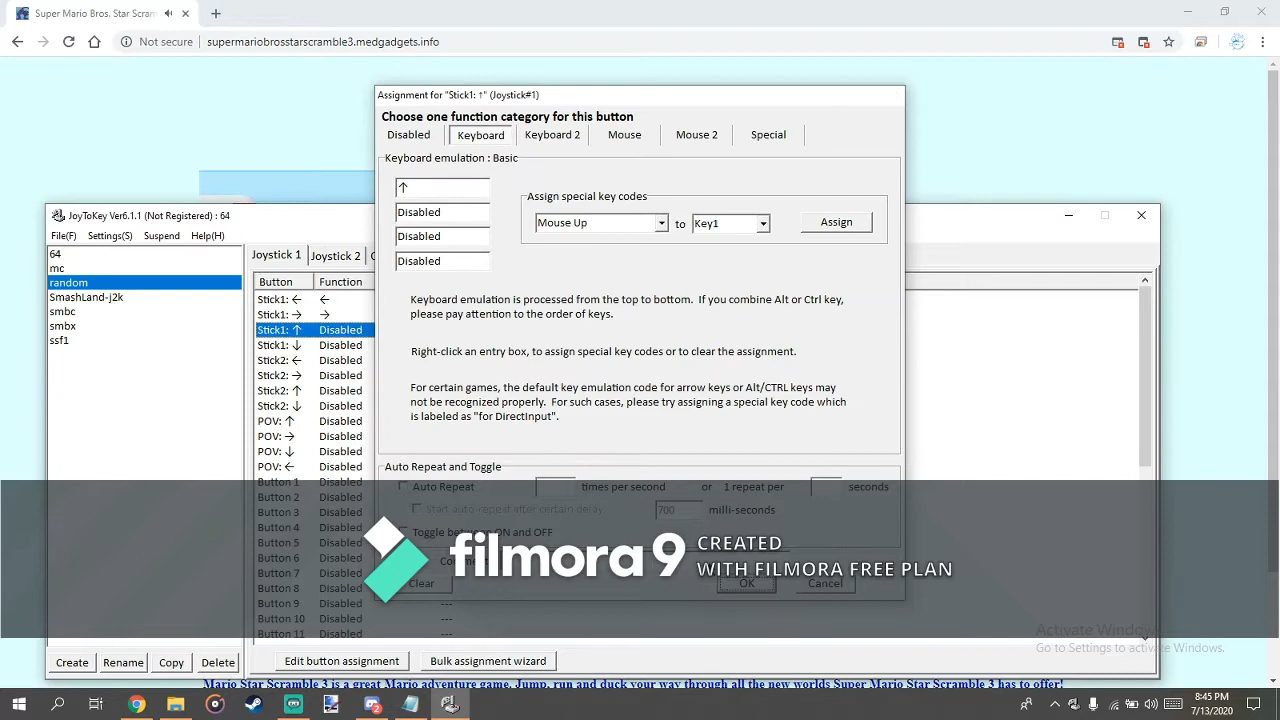 Super Mario Bros. Star Scram
Not secure supermariobrosstarscramble3.medgadgets.info
Assignment for "Stick1: ↑" (Joystick#1)
Choose one function category for this button
Disabled Keyboard Keyboard 2 Mouse Mouse 2 Special
Keyboard emulation : Basic
↑
Disabled
Disabled
Disabled
Assign special key codes
Mouse Up to Key1 Assign
Keyboard emulation is processed from the top to bottom. If you combine Alt or Ctrl key,
please pay attention to the order of keys.
Right-click an entry box, to assign special key codes or to clear the assignment.
For certain games, the default key emulation code for arrow keys or Alt/CTRL keys may
not be recognized properly. For such cases, please try assigning a special key code which
is labeled as "for DirectInput".
Auto Repeat and Toggle
Auto Repeat times per second or 1 repeat per seconds
Start auto-repeat after certain delay 700 milli-seconds
Toggle between ON and OFF
Clear OK Cancel
JoyToKey Ver6.1.1 (Not Registered) : 64
File(F) Settings(S) Suspend Help(H)
64
mc
random
SmashLand-j2k
smbc
smbx
ssf1
Joystick 1 Joystick 2
Button Function
Stick1: ← ←
Stick1: → →
Stick1: ↑ Disabled
Stick1: ↓ Disabled
Stick2: ← Disabled
Stick2: → Disabled
Stick2: ↑ Disabled
Stick2: ↓ Disabled
POV: ↑ Disabled
POV: → Disabled
POV: ↓ Disabled
POV: ← Disabled
Button 1 Disabled
Button 2 Disabled
Button 3 Disabled
Button 4 Disabled
Button 5 Disabled
Button 6 Disabled
Button 7 Disabled
Button 8 Disabled
Button 9 Disabled ---
Button 10 Disabled ---
Button 11 Disabled ---
filmora9 CREATED
WITH FILMORA FREE PLAN
Activate Window
Go to Settings to activate Windows.
Create Rename Copy Delete Edit button assignment Bulk assignment wizard
Mario Star Scramble 3 is a great Mario adventure game. Jump, run and duck your way through all the new worlds Super Mario Star Scramble 3 has to offer!
8:45 PM
7/13/2020